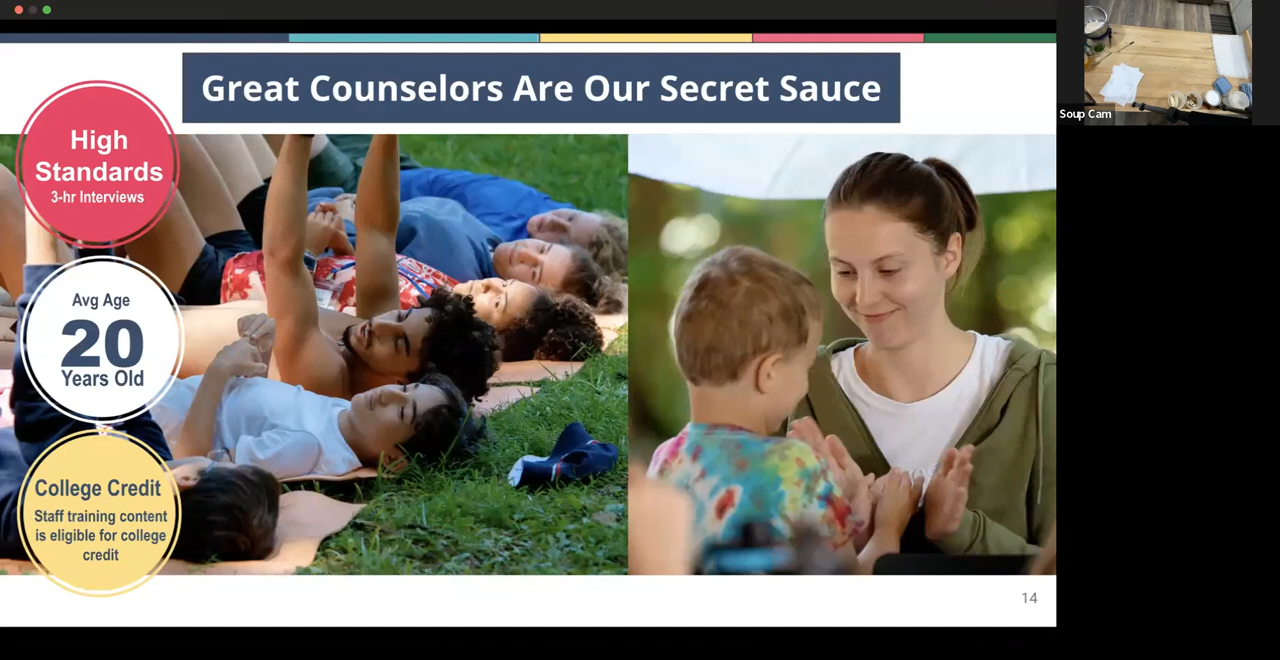 Great Counselors Are Our Secret Sauce
High
Standards
3-hr Interviews
Avg Age
20
Years Old
College Credit
Staff training content
is eligible for college
credit
14
Soup Cam